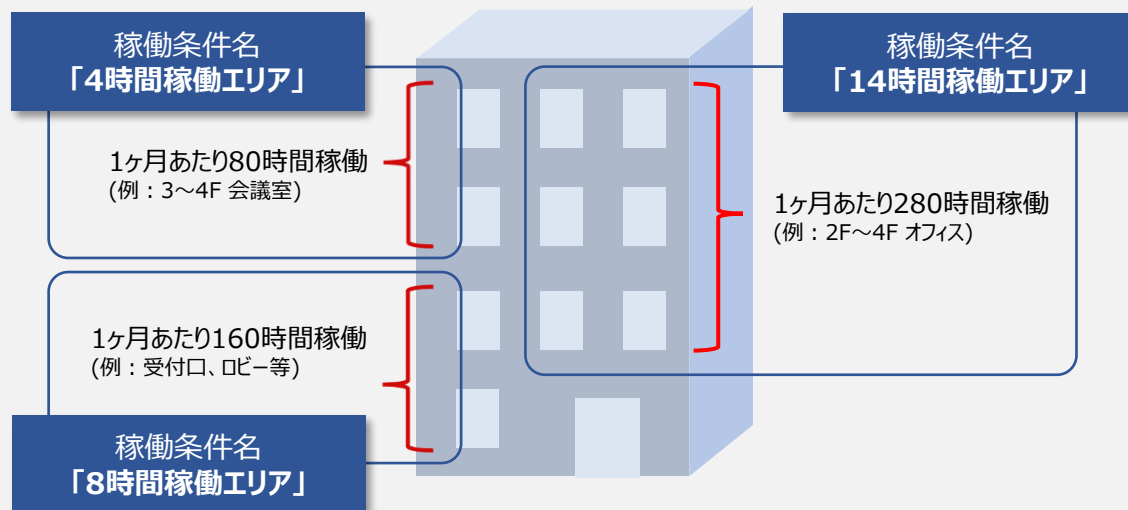 稼働条件名
「4時間稼働エリア」
1ヶ月あたり80時間稼働
(例：3～4F 会議室)
1ヶ月あたり160時間稼働
(例：受付口、ロビー等)
稼働条件名
「8時間稼働エリア」
稼働条件名
「14時間稼働エリア」
1ヶ月あたり280時間稼働
(例：2F～4F オフィス)